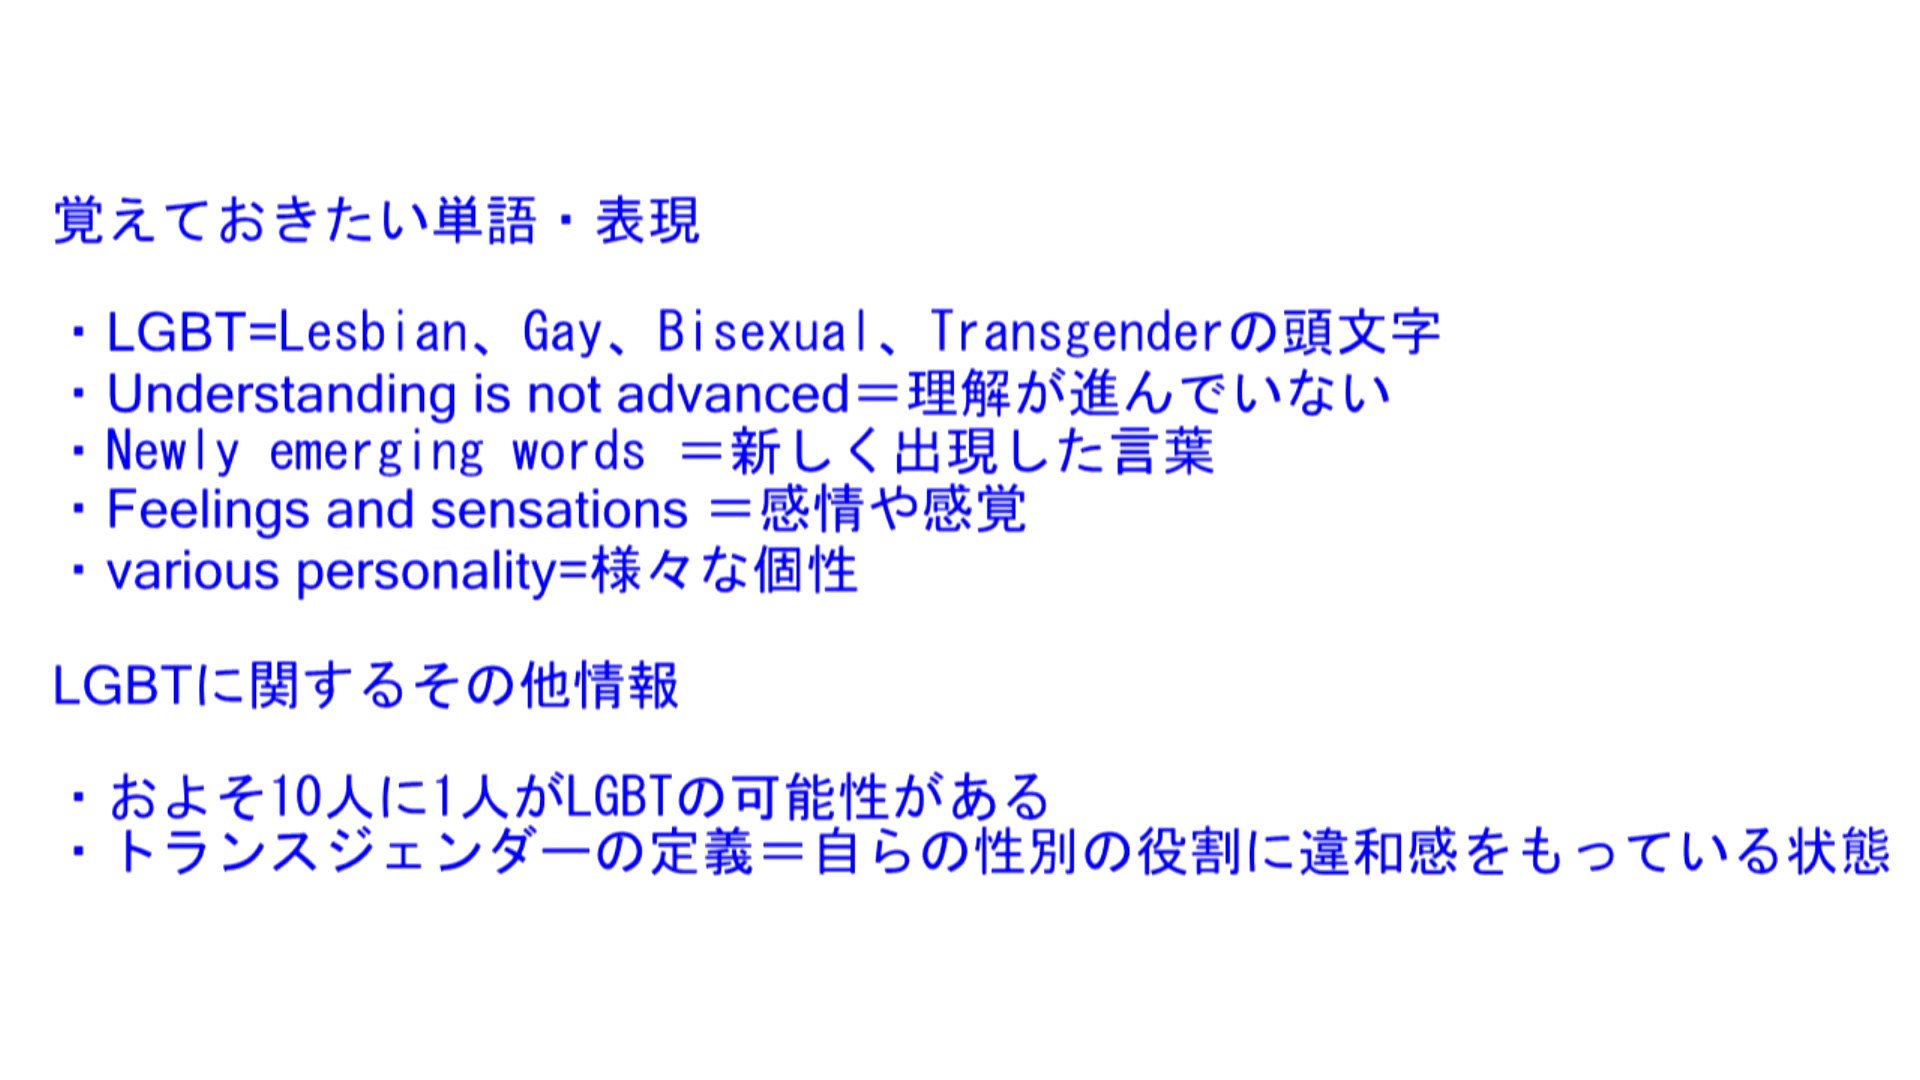 覚えておきたい単語・表現
・LGBT=Lesbian、Gay、Bisexual、Transgenderの頭文字
・Understanding is not advanced＝理解が進んでいない
・Newly emerging words ＝新しく出現した言葉
・Feelings and sensations ＝感情や感覚
・various personality=様々な個性
LGBTに関するその他情報
・およそ10人に1人がLGBTの可能性がある
・トランスジェンダーの定義＝自らの性別の役割に違和感をもっている状態